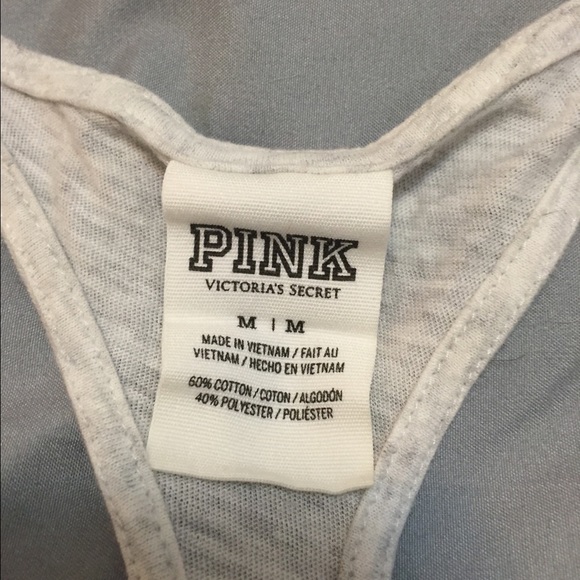 PINK
VICTORIA'S SECRET
M | M
MADE IN VIETNAM / FAIT AU
VIETNAM / HECHO EN VIETNAM
60% COTTON / COTON / ALGODÓN
40% POLYESTER / POLIÉSTER